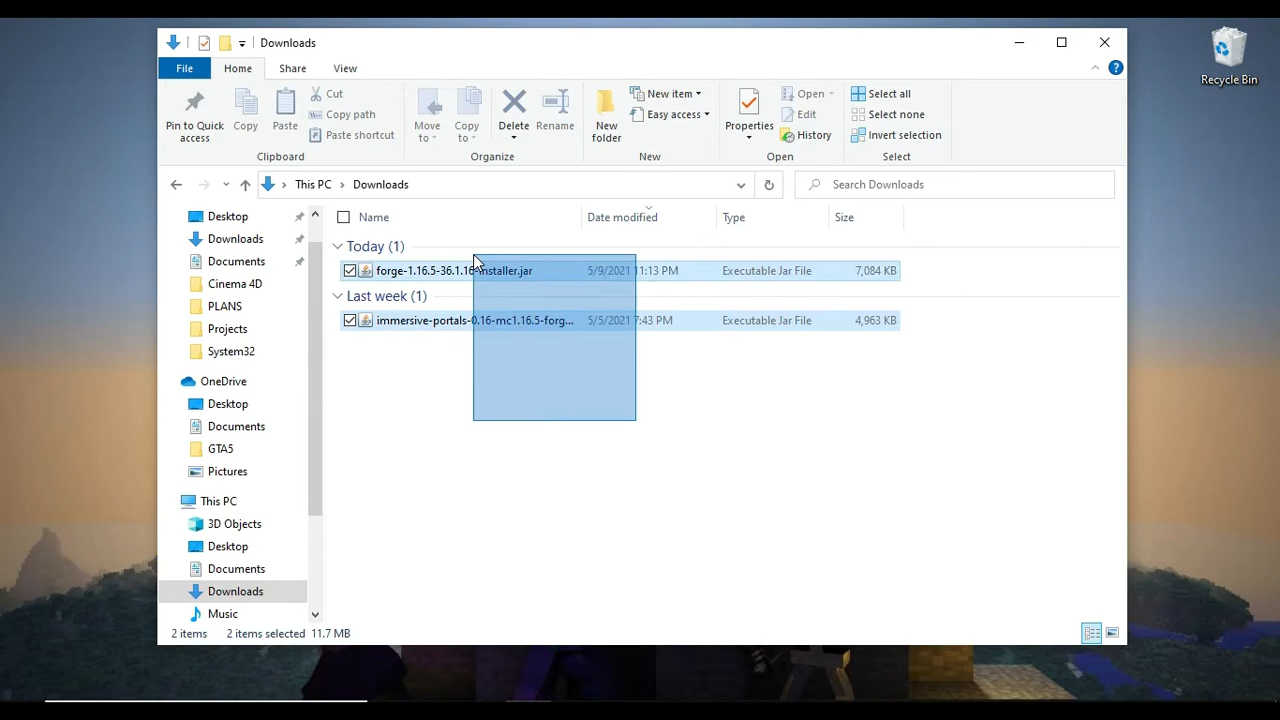 Downloads
Recycle Bin
File Home Share View
Pin to Quick access
Copy
Paste
Cut
Copy path
Paste shortcut
Clipboard
Move to
Copy to
Delete
Rename
Organize
New folder
New item
Easy access
New
Properties
Open
Edit
History
Open
Select all
Select none
Invert selection
Select
This PC Downloads
Search Downloads
Desktop
Downloads
Documents
Cinema 4D
PLANS
Projects
System32
OneDrive
Desktop
Documents
GTA5
Pictures
This PC
3D Objects
Desktop
Documents
Downloads
Music
Name Date modified Type Size
Today (1)
forge-1.16.5-36.1.16-installer.jar 5/9/2021 11:13 PM Executable Jar File 7,084 KB
Last week (1)
immersive-portals-0.16-mc1.16.5-forg... 5/5/2021 7:43 PM Executable Jar File 4,963 KB
2 items 2 items selected 11.7 MB